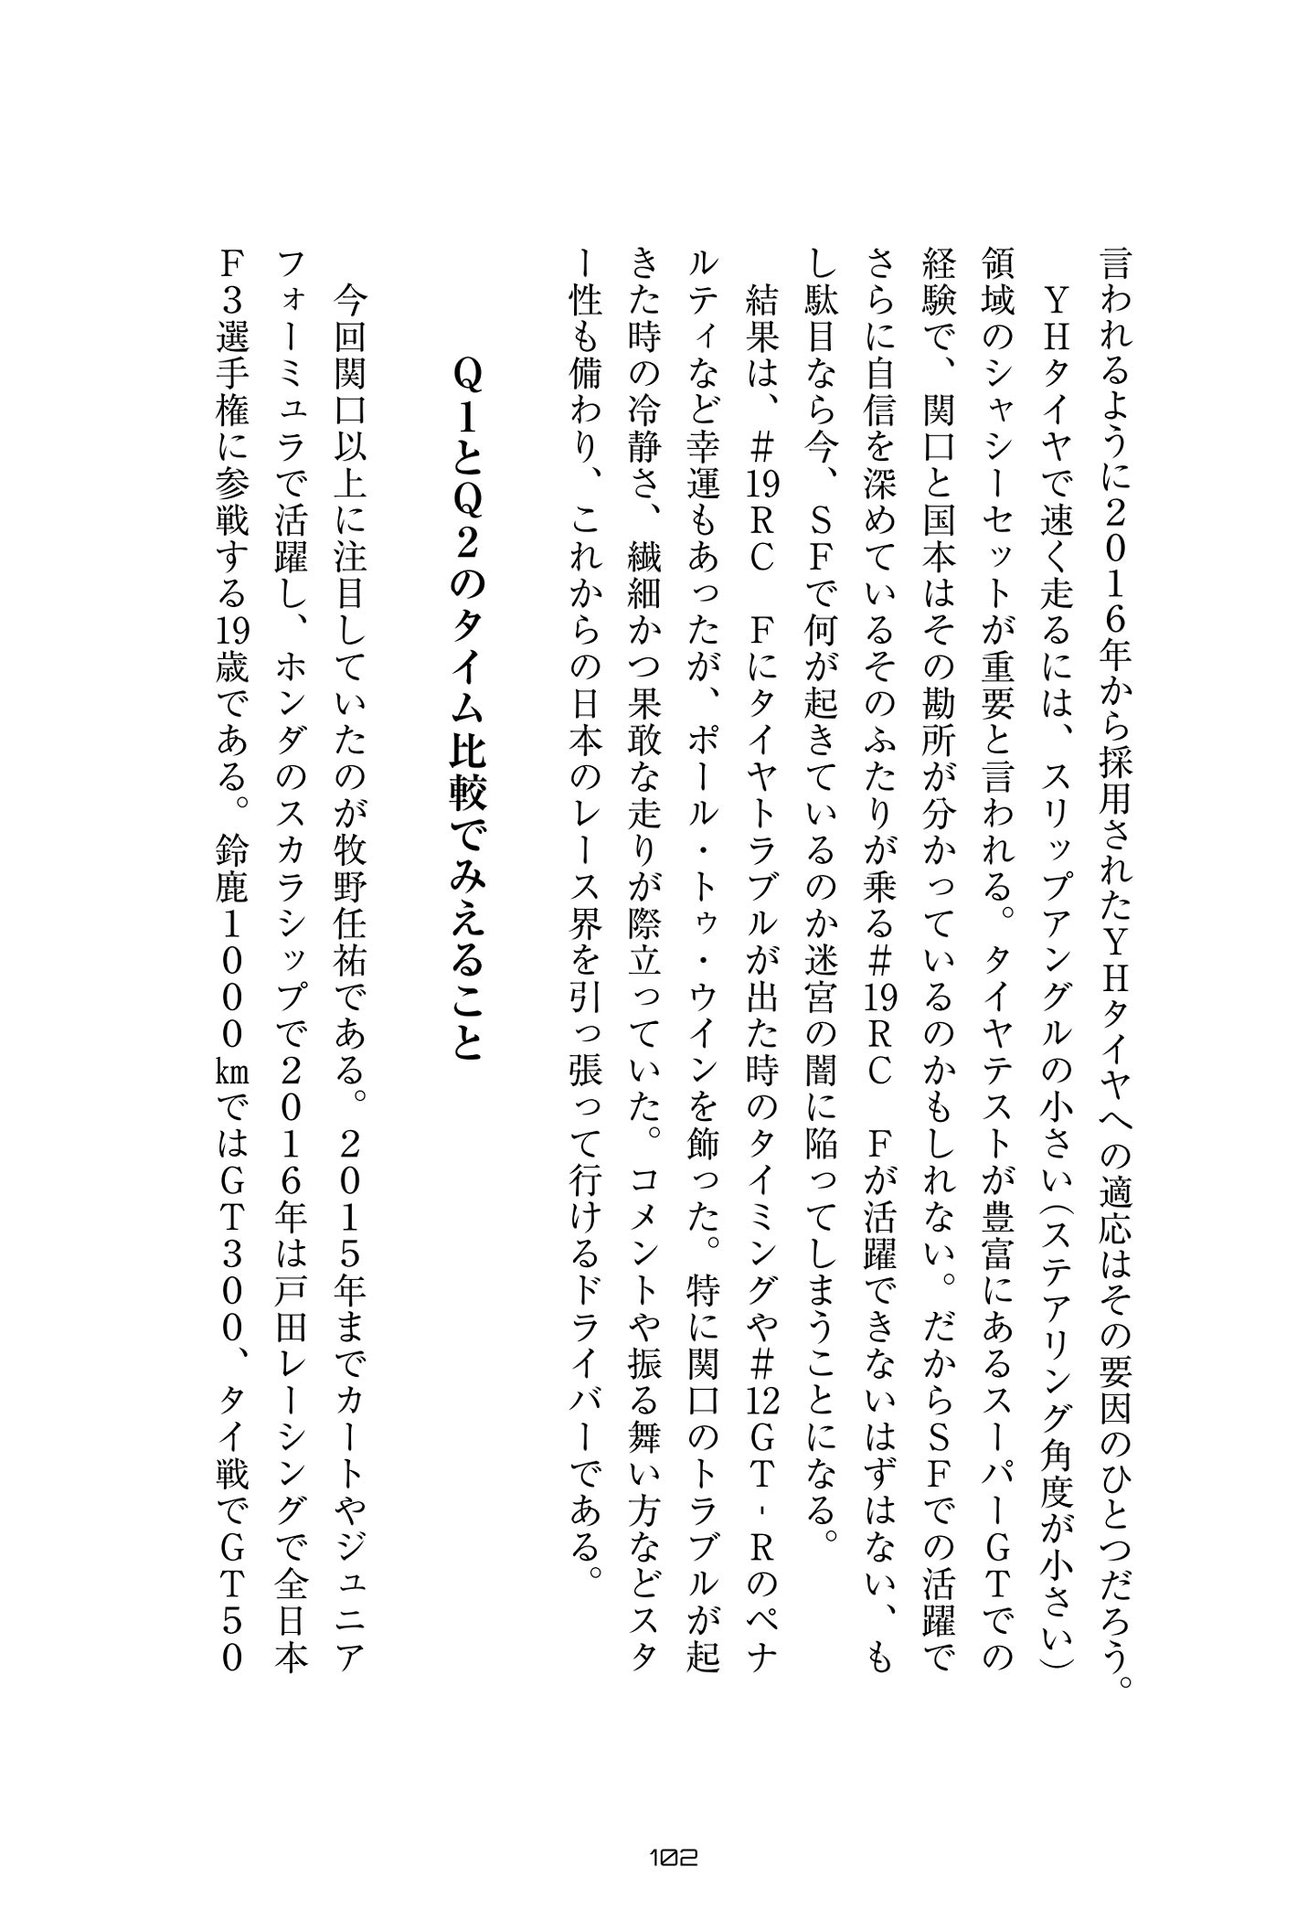 言われるように２０１６年から採用されたＹＨタイヤへの適応はその要因のひとつだろう。
　ＹＨタイヤで速く走るには、スリップアングルの小さい（ステアリング角度が小さい）
領域のシャシーセットが重要と言われる。タイヤテストが豊富にあるスーパーＧＴでの
経験で、関口と国本はその勘所が分かっているのかもしれない。だからＳＦでの活躍で
さらに自信を深めているそのふたりが乗る＃19ＲＣ　Ｆが活躍できないはずはない、も
し駄目なら今、ＳＦで何が起きているのか迷宮の闇に陥ってしまうことになる。
　結果は、＃19ＲＣ　Ｆにタイヤトラブルが出た時のタイミングや＃12ＧＴ-Ｒのペナ
ルティなど幸運もあったが、ポール・トゥ・ウインを飾った。特に関口のトラブルが起
きた時の冷静さ、繊細かつ果敢な走りが際立っていた。コメントや振る舞い方などスタ
ー性も備わり、これからの日本のレース界を引っ張って行けるドライバーである。
Ｑ１とＱ２のタイム比較でみえること
　今回関口以上に注目していたのが牧野任祐である。２０１５年までカートやジュニア
フォーミュラで活躍し、ホンダのスカラシップで２０１６年は戸田レーシングで全日本
Ｆ３選手権に参戦する19歳である。鈴鹿１０００㎞ではＧＴ３００、タイ戦でＧＴ５０
102